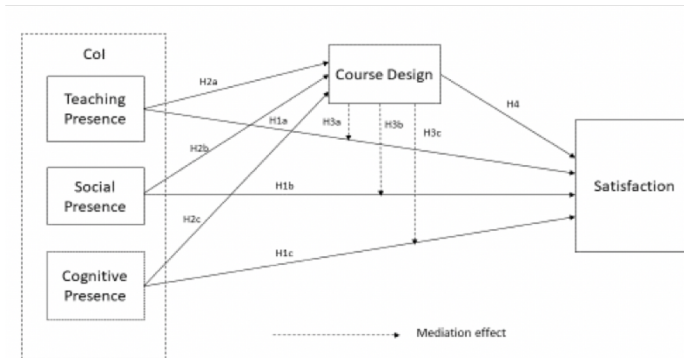 CoI
Teaching
Presence
Social
Presence
Cognitive
Presence
Course Design
Satisfaction
H2a
H2b
H2c
H1a
H1b
H1c
H3a
H3b
H3c
H4
Mediation effect